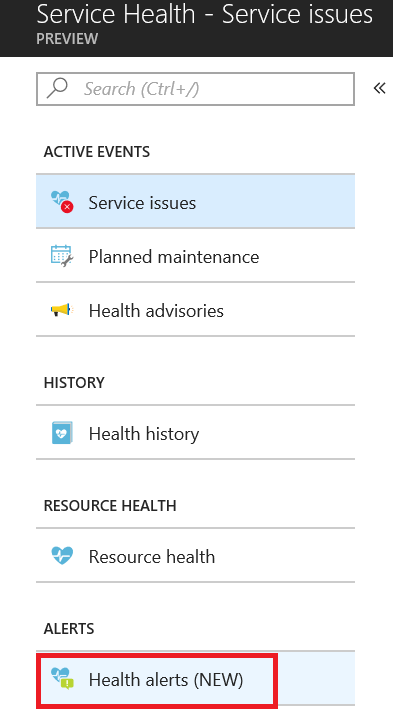 Service Health - Service issues
PREVIEW
Search (Ctrl+/)
ACTIVE EVENTS
Service issues
Planned maintenance
Health advisories
HISTORY
Health history
RESOURCE HEALTH
Resource health
ALERTS
Health alerts (NEW)